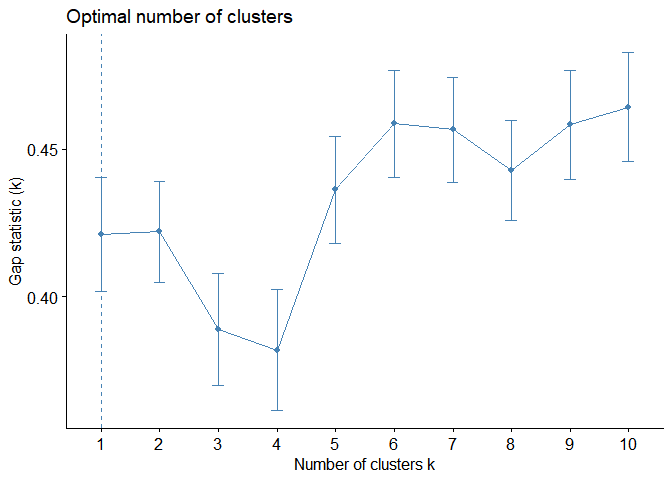 Optimal number of clusters
Gap statistic (k)
0.45
0.40
1 2 3 4 5 6 7 8 9 10
Number of clusters k